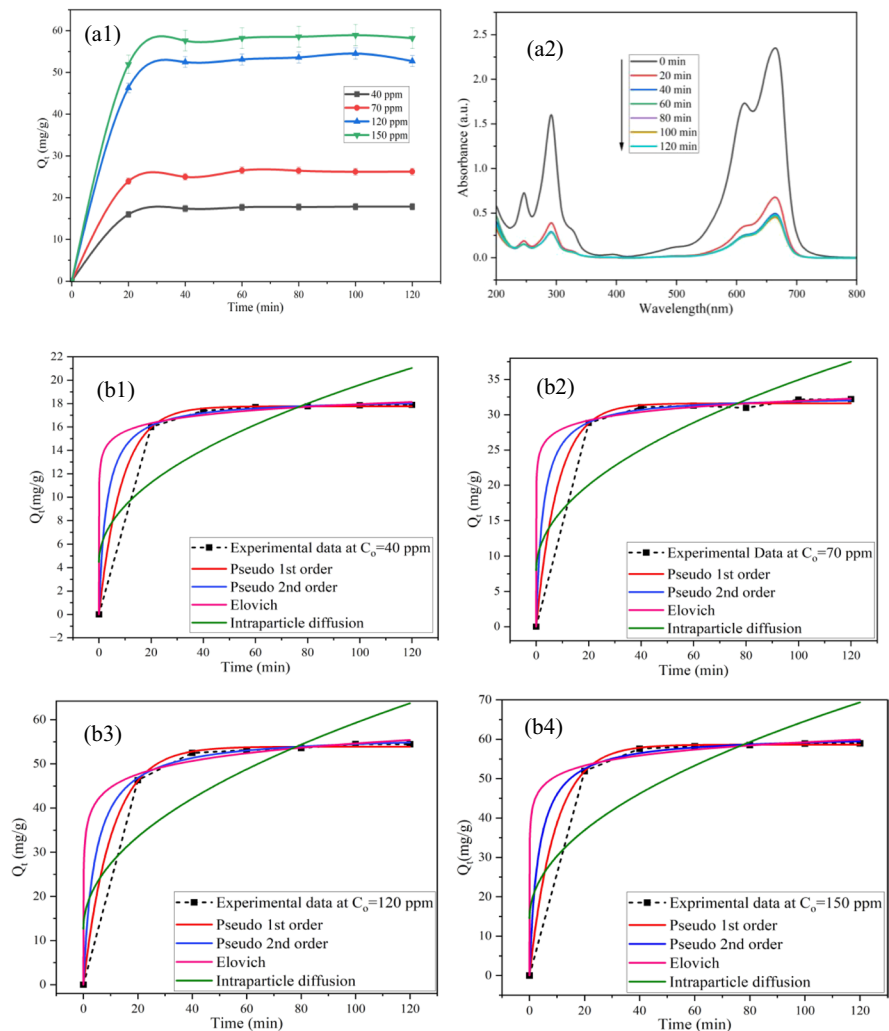 (a1)
60
50
40
30
20
10
0
Qt (mg/g)
40 ppm
70 ppm
120 ppm
150 ppm
0 20 40 60 80 100 120
Time (min)
(a2)
2.5
2.0
1.5
1.0
0.5
0.0
Absorbance (a.u.)
0 min
20 min
40 min
60 min
80 min
100 min
120 min
200 300 400 500 600 700 800
Wavelength(nm)
(b1)
22
20
18
16
14
12
10
8
6
4
2
0
−2
Qt(mg/g)
Experimental data at Co=40 ppm
Pseudo 1st order
Pseudo 2nd order
Elovich
Intraparticle diffusion
0 20 40 60 80 100 120
Time (min)
(b2)
35
30
25
20
15
10
5
0
Qt (mg/g)
Experimental Data at Co=70 ppm
Pseudo 1st order
Pseudo 2nd order
Elovich
Intraparticle diffusion
0 20 40 60 80 100 120
Time (min)
(b3)
60
50
40
30
20
10
0
Qt (mg/g)
Experimental data at Co=120 ppm
Pseudo 1st order
Pseudo 2nd order
Elovich
Intraparticle diffusion
0 20 40 60 80 100 120
Time (min)
(b4)
70
60
50
40
30
20
10
0
Qt(mg/g)
Experimental data at Co=150 ppm
Pseudo 1st order
Pseudo 2nd order
Elovich
Intraparticle diffusion
0 20 40 60 80 100 120
Time (min)